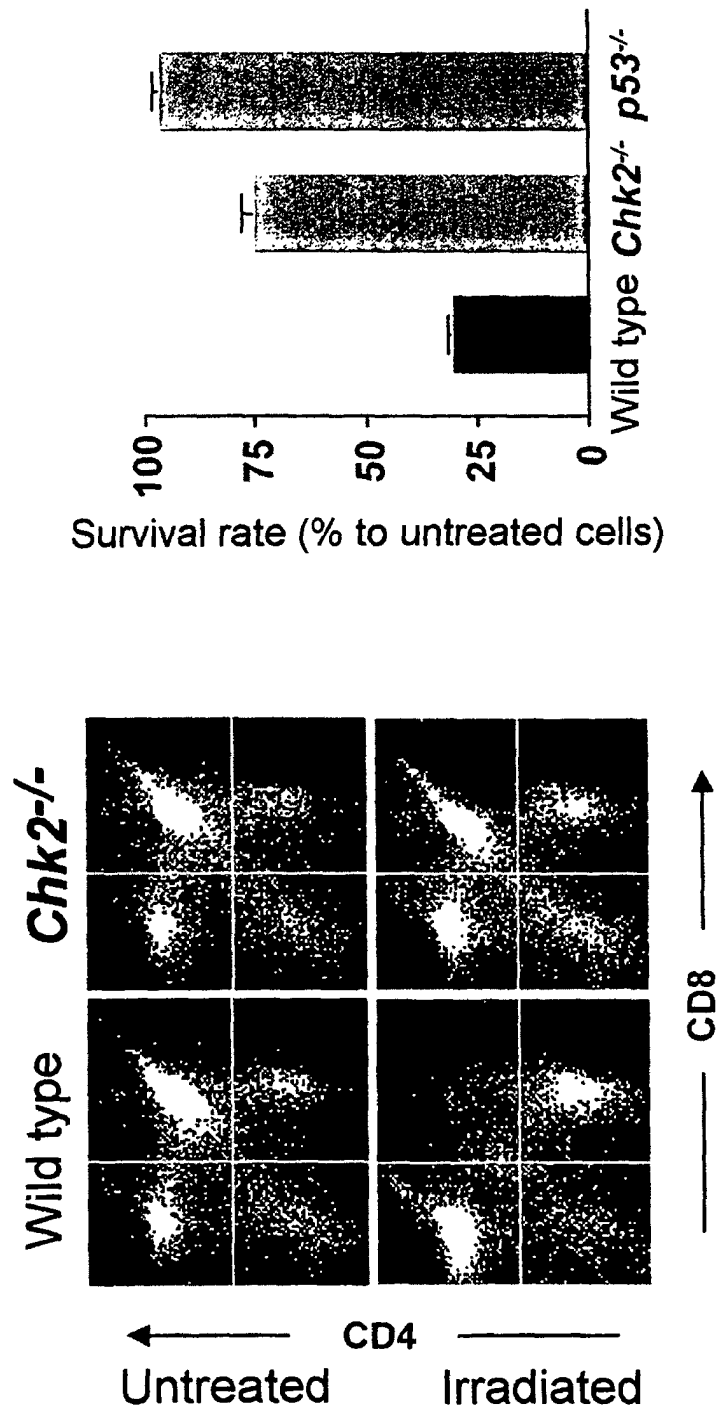 Wild type
Chk2-/-
Untreated
Irradiated
CD4
CD8
Survival rate (% to untreated cells)
100
75
50
25
0
Wild type Chk2-/- p53-/-